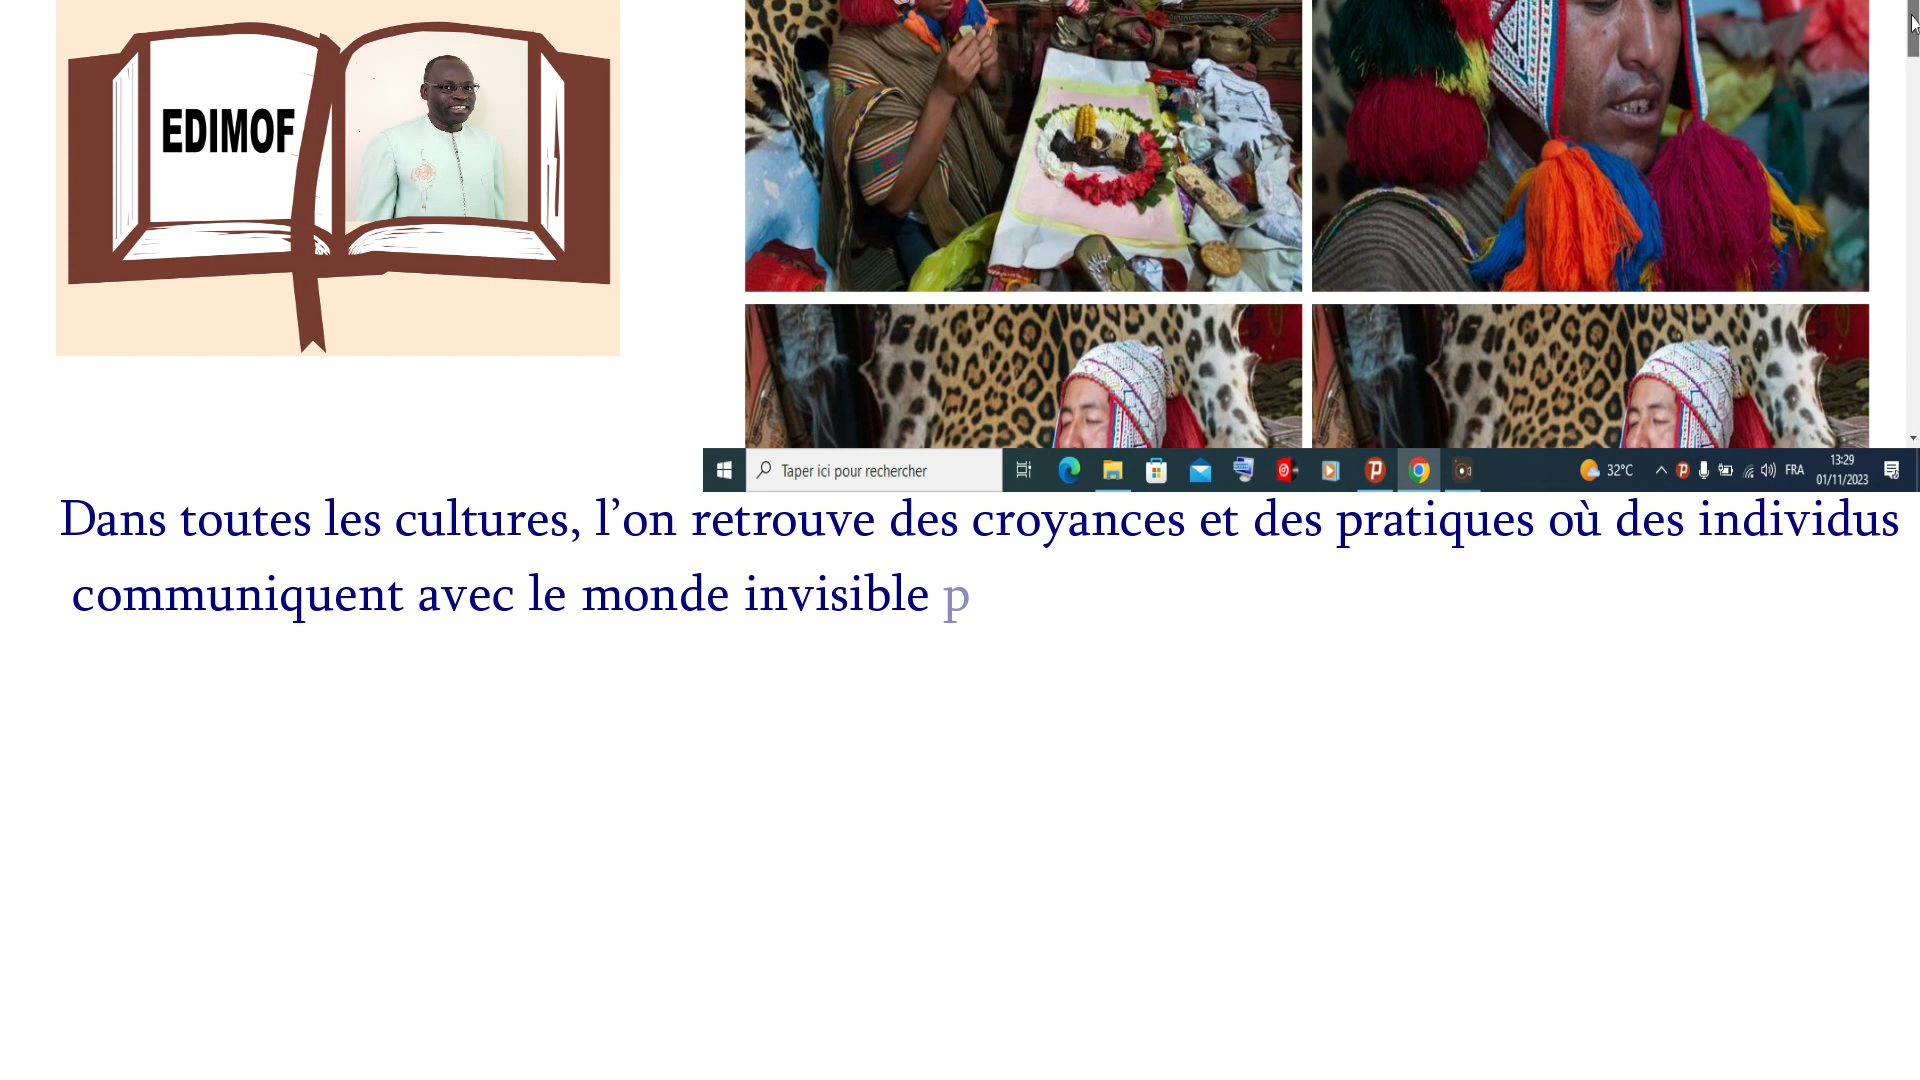 EDIMOF
Taper ici pour rechercher
32°C
FRA
13:29
01/11/2023
Dans toutes les cultures, l’on retrouve des croyances et des pratiques où des individus
communiquent avec le monde invisible p